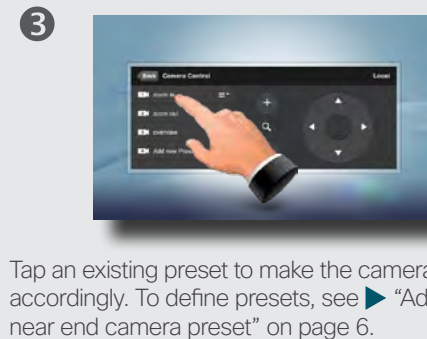 3
Back Camera Control Local
zoom in
zoom out
overview
Add new Prese
Tap an existing preset to make the camera
accordingly. To define presets, see ▶ “Ad
near end camera preset” on page 6.